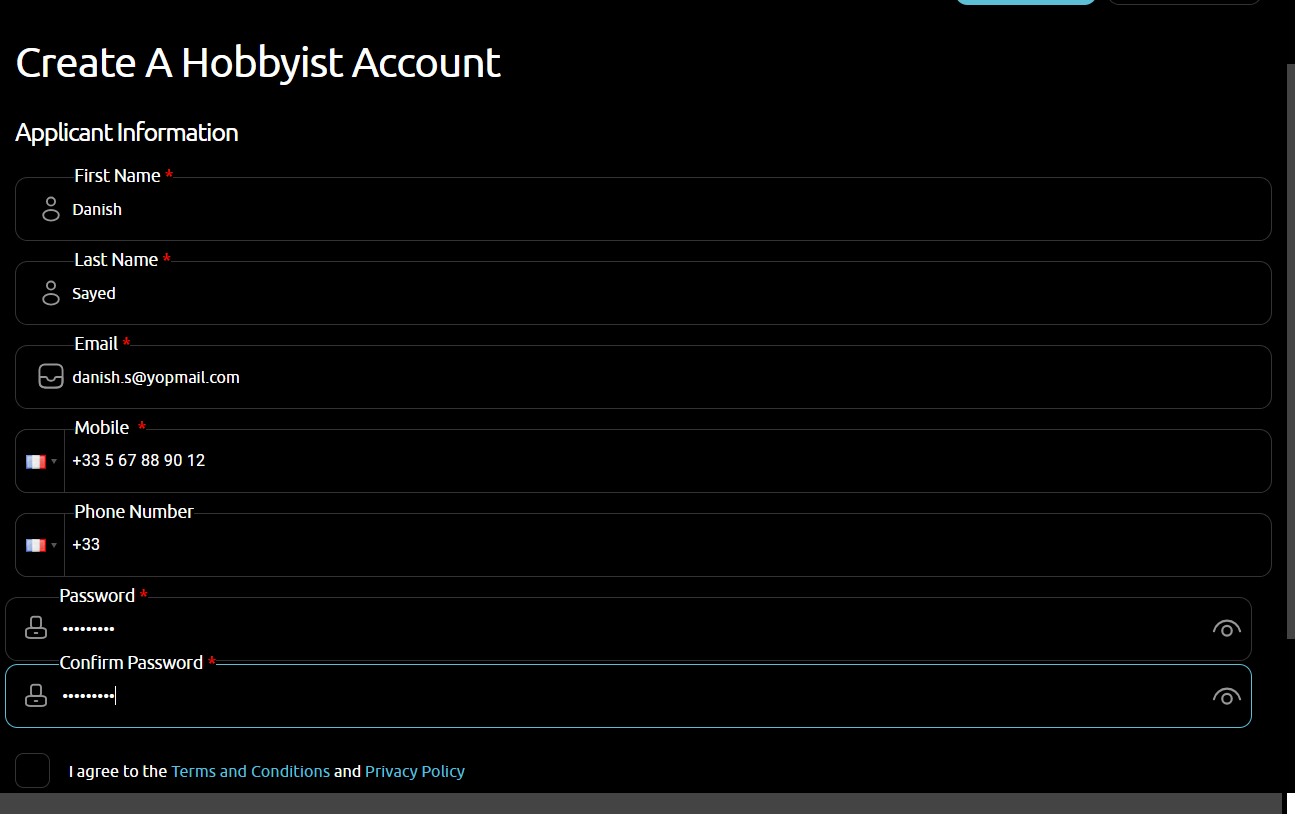 Create A Hobbyist Account
Applicant Information
First Name *
Danish
Last Name *
Sayed
Email *
danish.s@yopmail.com
Mobile *
+33 5 67 88 90 12
Phone Number
+33
Password *
•••••••••
Confirm Password *
•••••••••
I agree to the Terms and Conditions and Privacy Policy